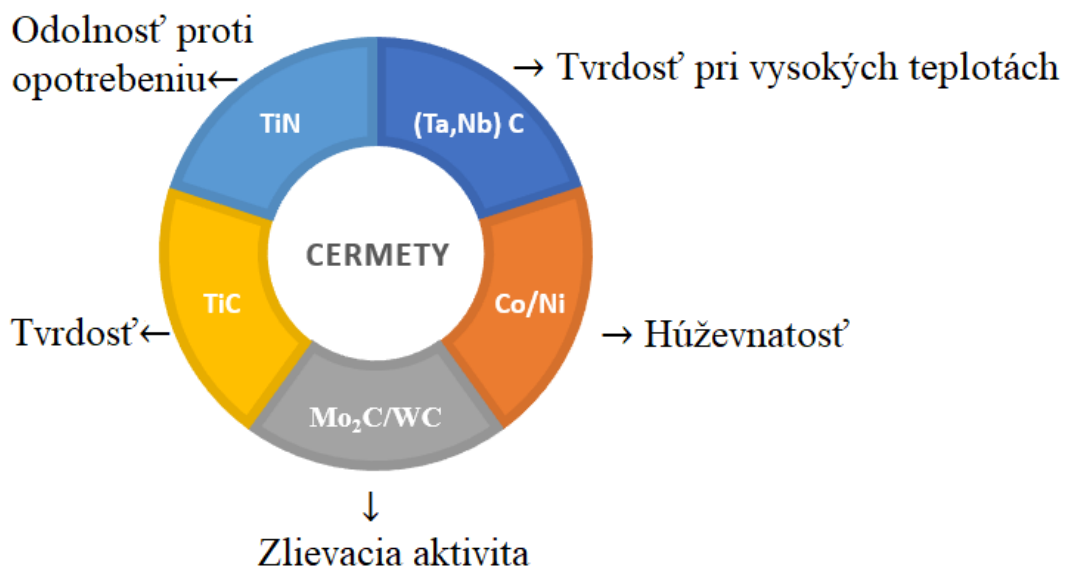 Odolnosť proti
opotrebeniu←
→ Tvrdosť pri vysokých teplotách
TiN
(Ta,Nb) C
CERMETY
TiC
Co/Ni
Tvrdosť←
→ Húževnatosť
Mo₂C/WC
↓
Zlievacia aktivita